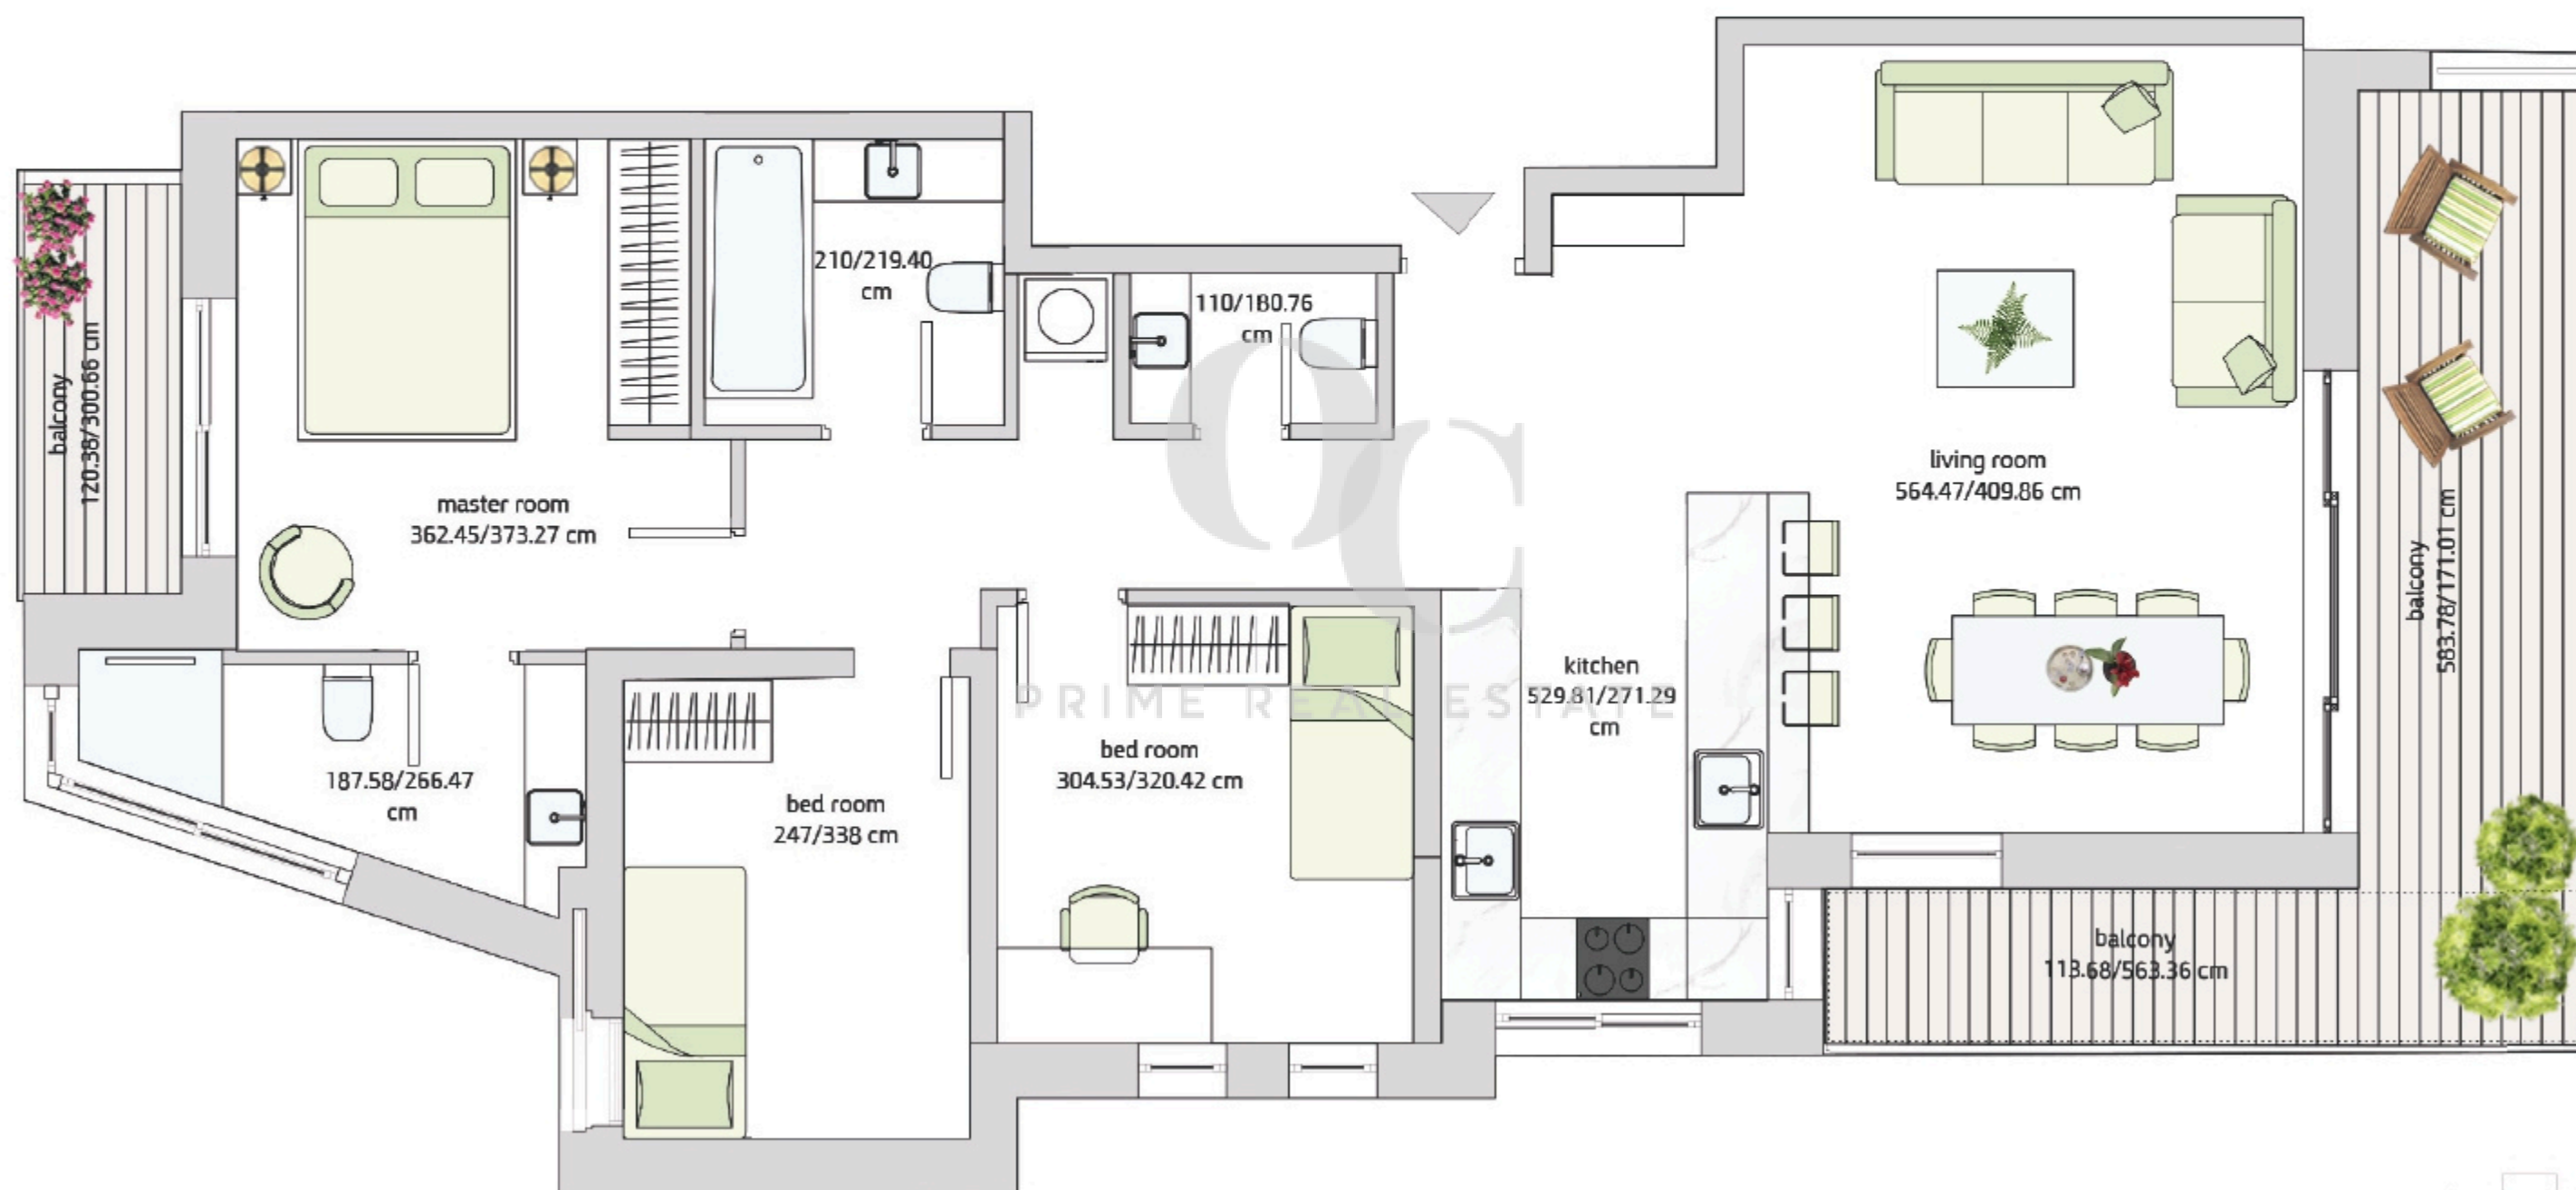 balcony
120.38/300.66 cm
master room
362.45/373.27 cm
210/219.40
cm
110/180.76
cm
living room
564.47/409.86 cm
balcony
583.78/171.01 cm
187.58/266.47
cm
bed room
247/338 cm
bed room
304.53/320.42 cm
kitchen
529.81/271.29
cm
balcony
113.68/563.36 cm
OC
PRIME REAL ESTATE